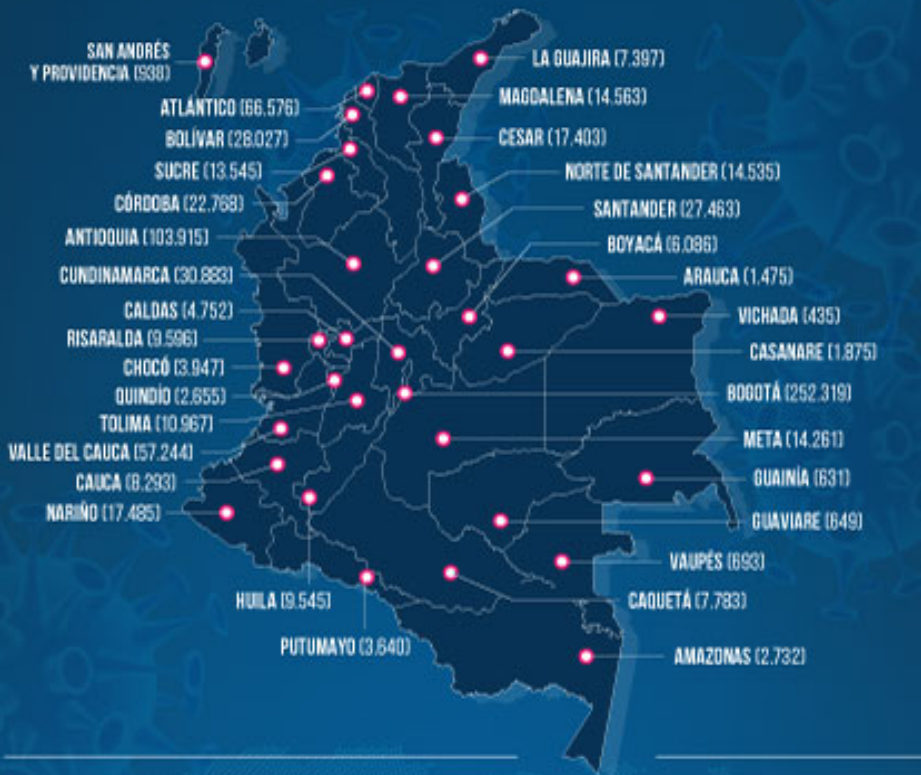 SAN ANDRÉS
Y PROVIDENCIA (938)
ATLÁNTICO (66.576)
BOLÍVAR (28.027)
SUCRE (13.545)
CÓRDOBA (22.768)
ANTIOQUIA (103.915)
CUNDINAMARCA (30.883)
CALDAS (4.752)
RISARALDA (9.596)
CHOCÓ (3.947)
QUINDÍO (2.655)
TOLIMA (10.967)
VALLE DEL CAUCA (57.244)
CAUCA (8.293)
NARIÑO (17.485)
HUILA (9.545)
PUTUMAYO (3.640)
LA GUAJIRA (7.397)
MAGDALENA (14.563)
CESAR (17.403)
NORTE DE SANTANDER (14.535)
SANTANDER (27.463)
BOYACÁ (6.086)
ARAUCA (1.475)
VICHADA (435)
CASANARE (1.875)
BOGOTÁ (252.319)
META (14.261)
GUAINÍA (631)
GUAVIARE (649)
VAUPÉS (693)
CAQUETÁ (7.783)
AMAZONAS (2.732)